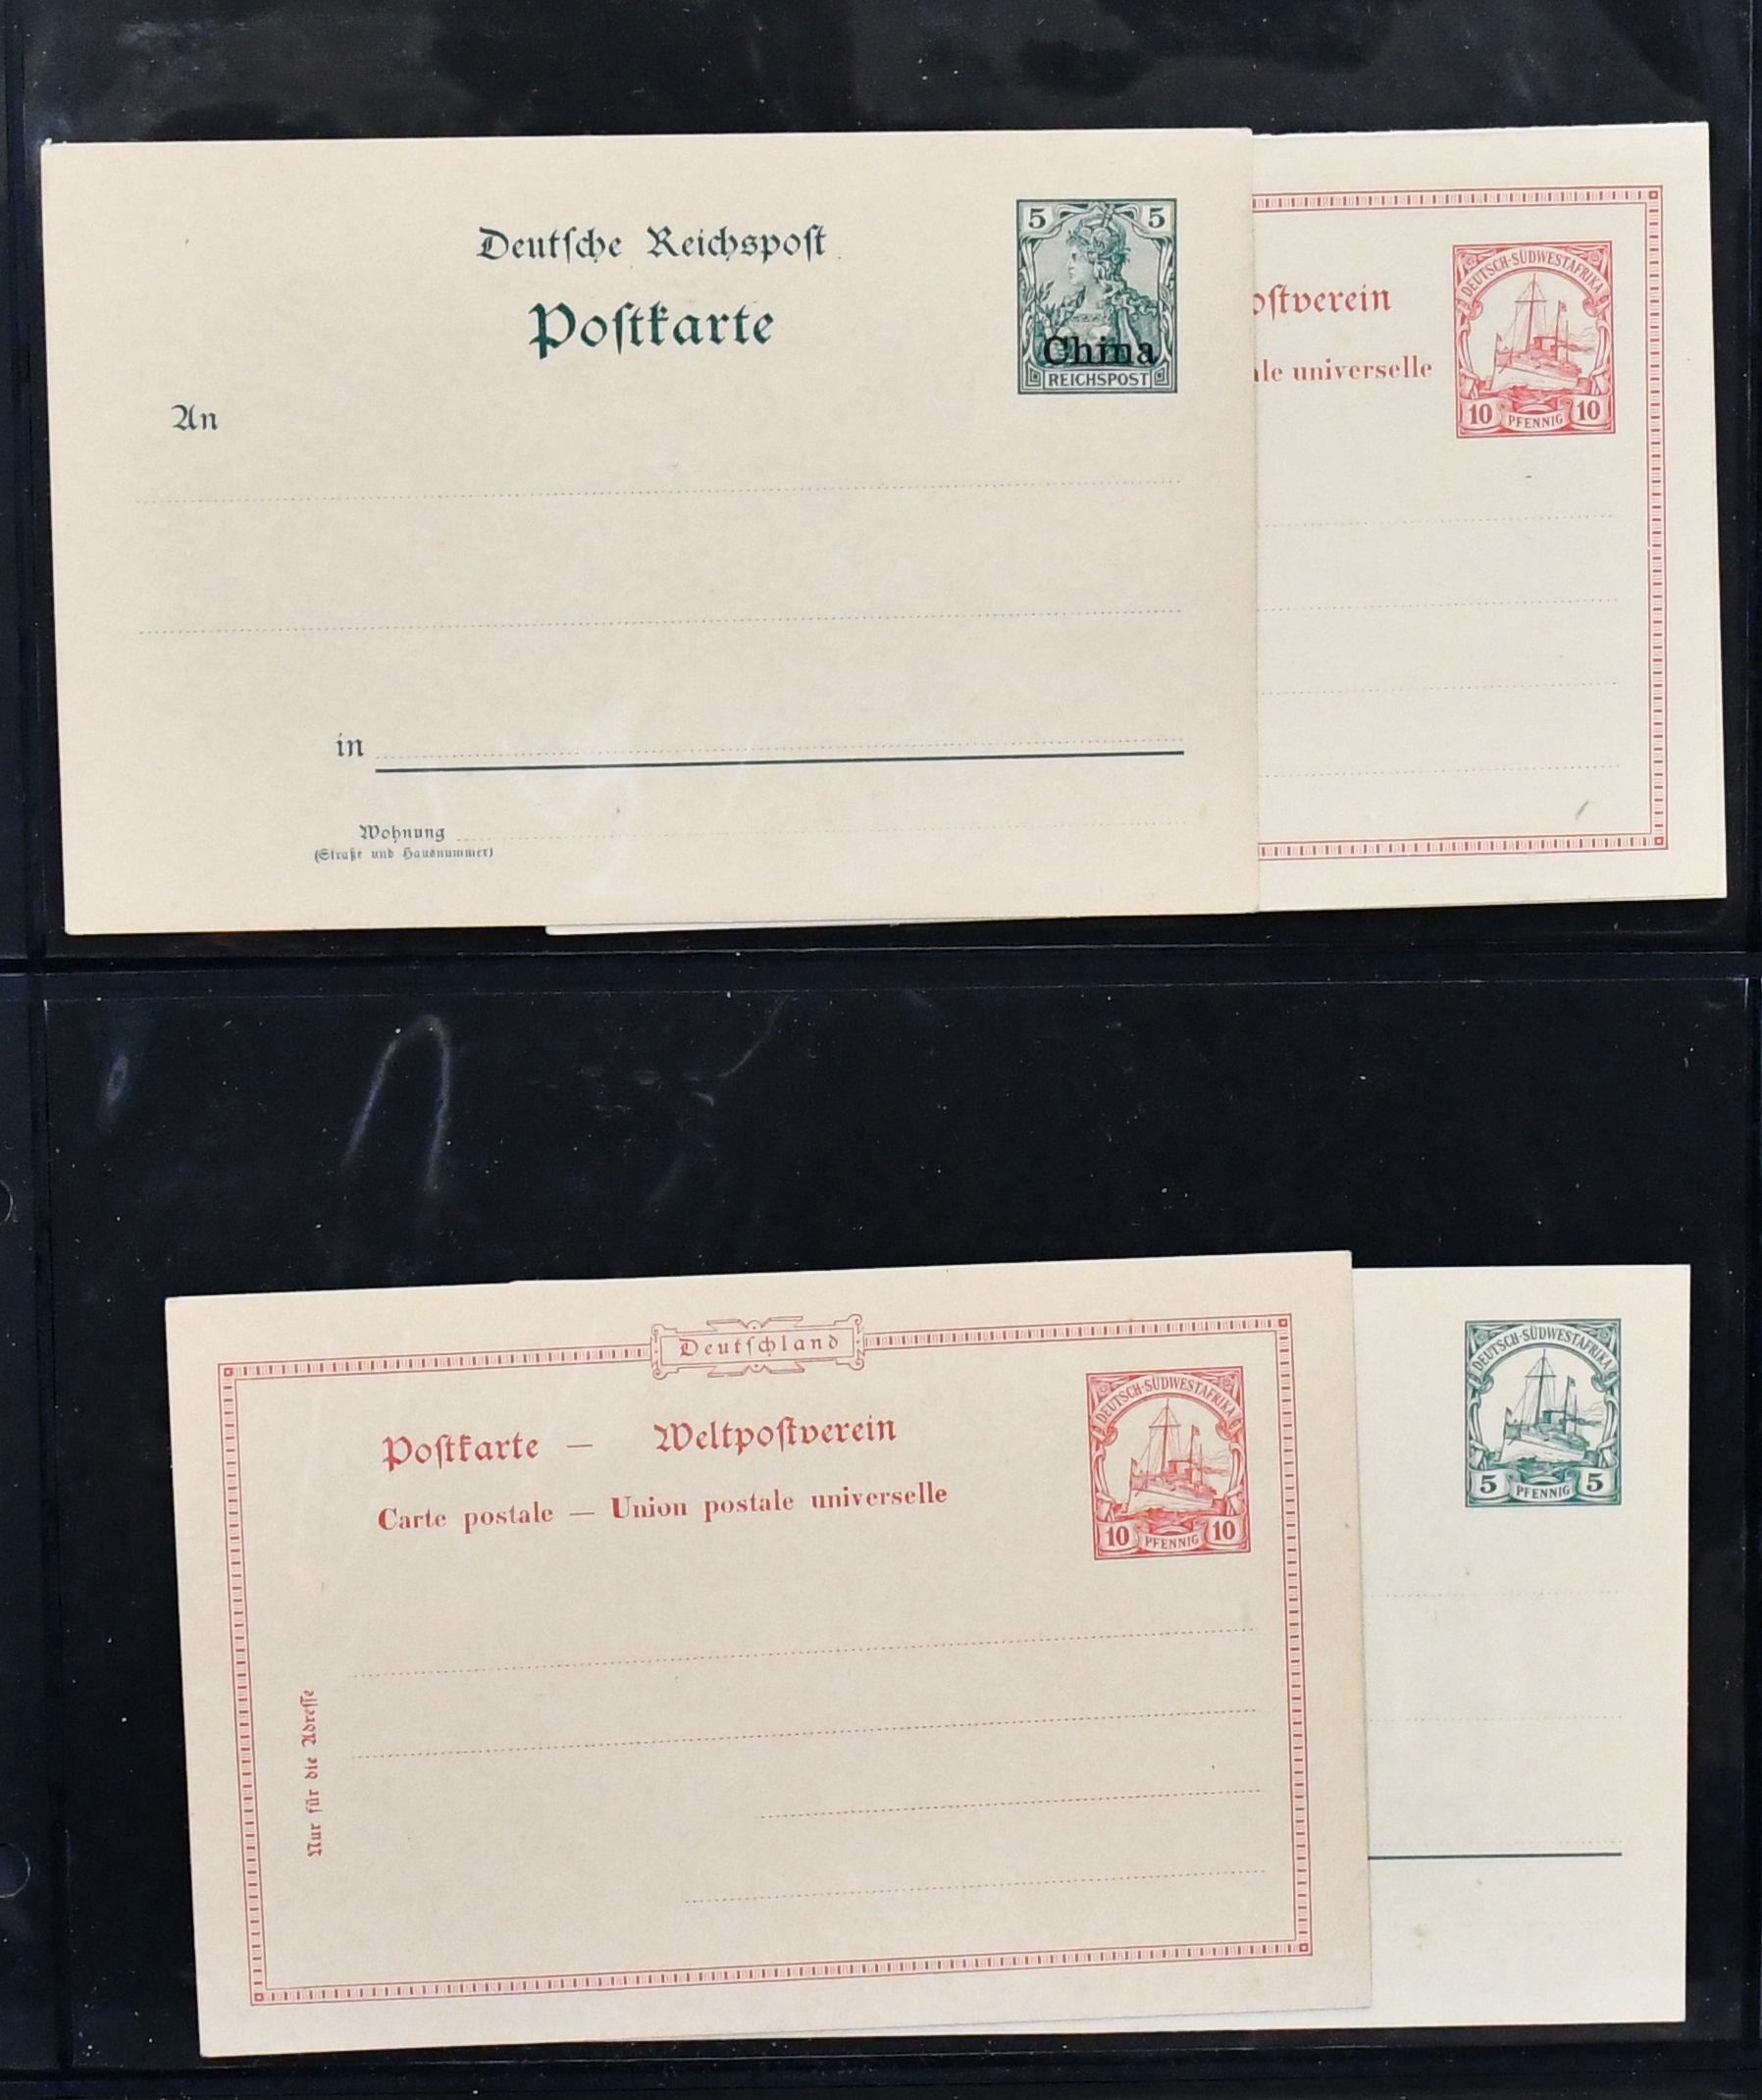 Deutſche Reichspoſt
Poſtkarte
5 5
China
REICHSPOST
An
in
Wohnung
(Straße und Hausnummer)
oſtverein
ale universelle
DEUTSCH-SÜDWESTAFRIKA
10 PFENNIG 10
Deutſchland
Poſtkarte — Weltpoſtverein
Carte postale — Union postale universelle
DEUTSCH-SÜDWESTAFRIKA
10 PFENNIG 10
Nur für die Adreſſe
DEUTSCH-SÜDWESTAFRIKA
5 PFENNIG 5